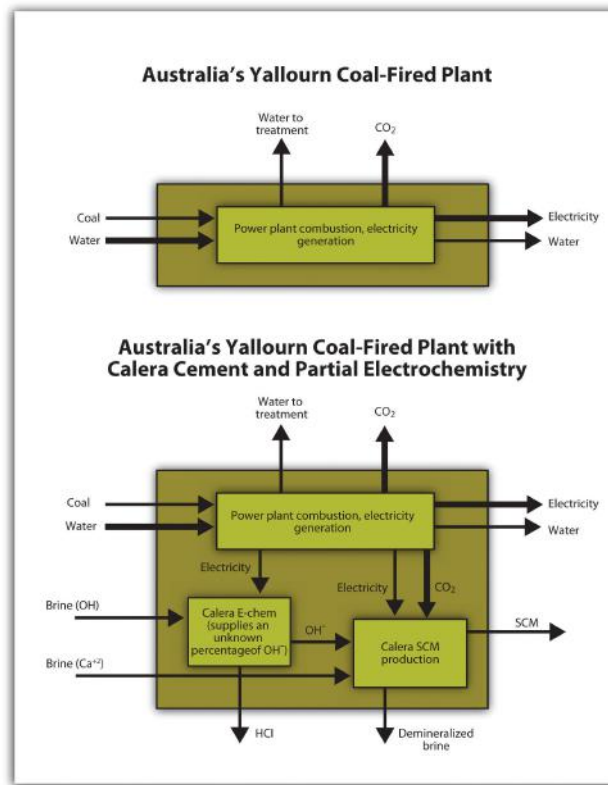 Australia's Yallourn Coal-Fired Plant
Water to
treatment
CO₂
Coal
Water
Power plant combustion, electricity
generation
Electricity
Water
Australia's Yallourn Coal-Fired Plant with
Calera Cement and Partial Electrochemistry
Water to
treatment
CO₂
Coal
Water
Power plant combustion, electricity
generation
Electricity
Water
Electricity
Electricity
CO₂
Brine (OH)
Calera E-chem
(supplies an
unknown
percentageof OH⁻)
OH⁻
Calera SCM
production
SCM
Brine (Ca⁺²)
HCl
Demineralized
brine